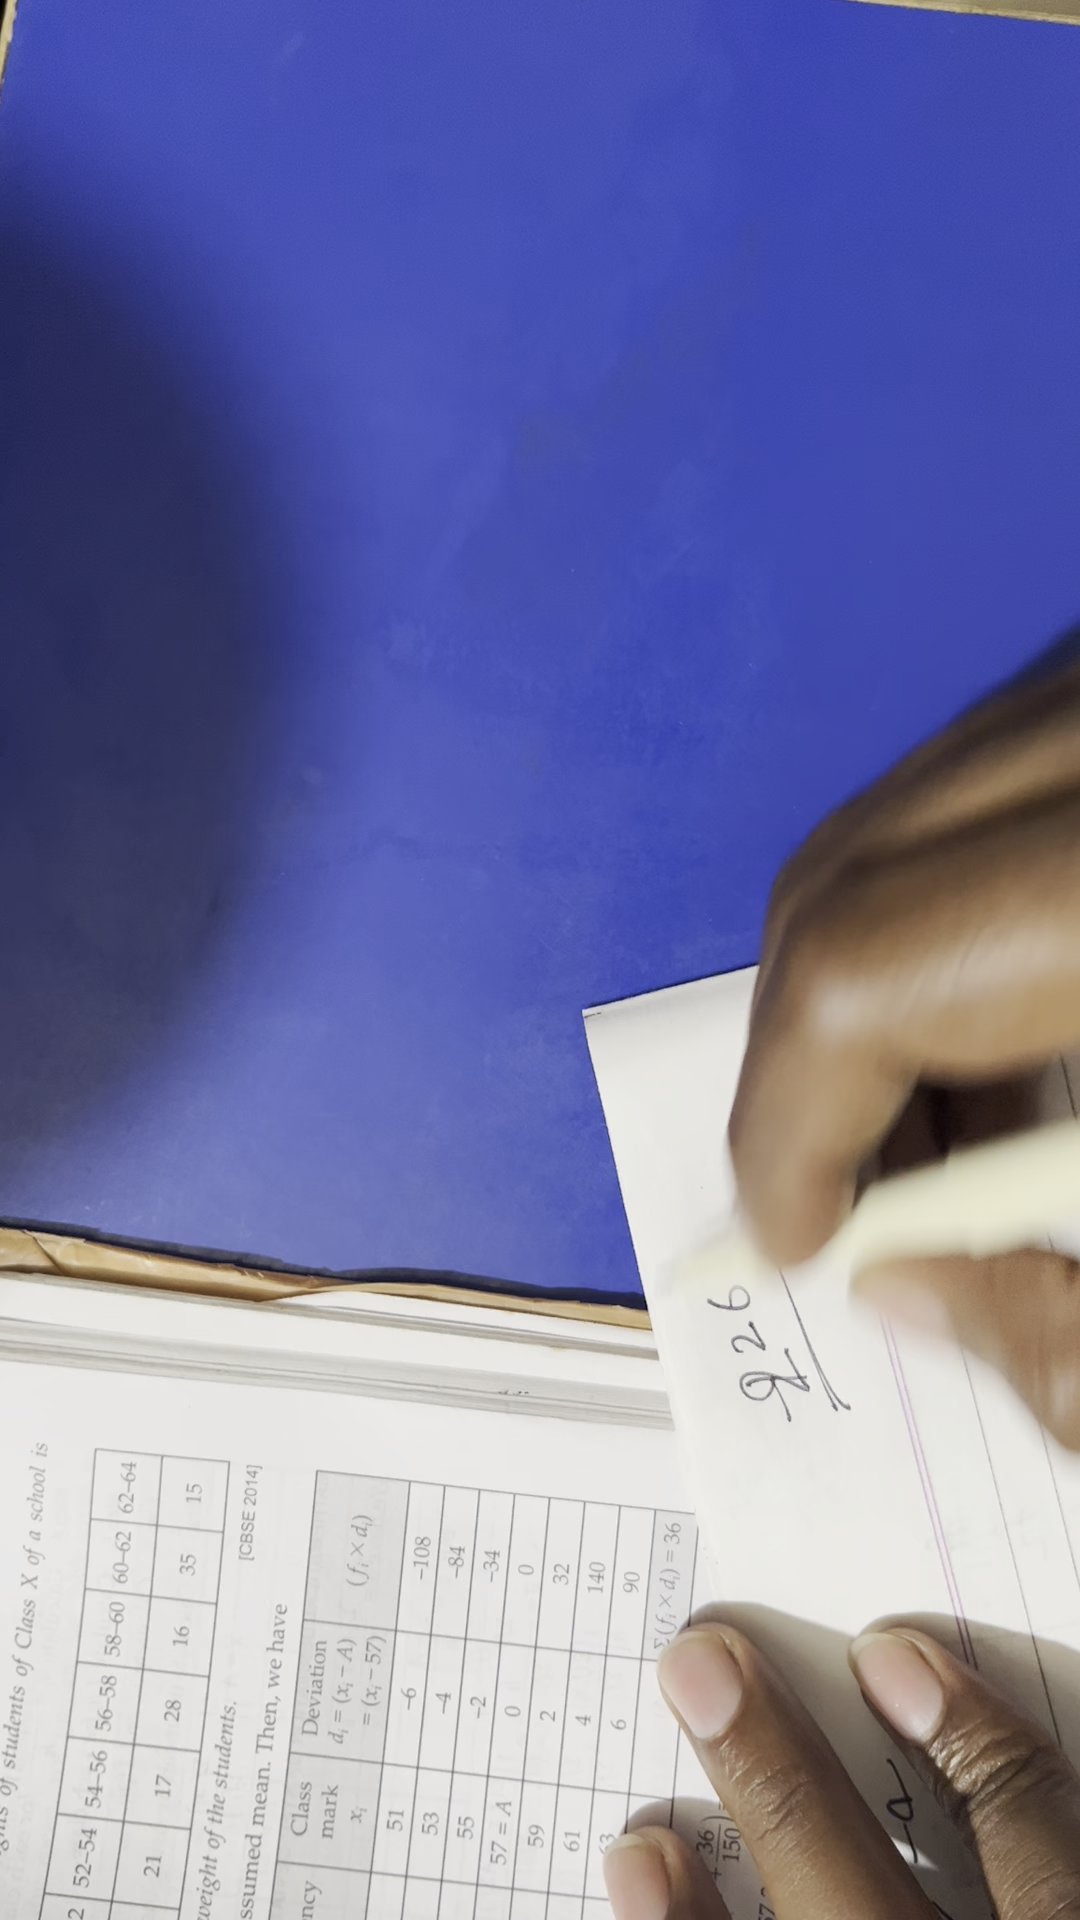 of students of Class X of a school is
2 52–54 54–56 56–58 58–60 60–62 62–64
21 17 28 16 35 15
weight of the students. [CBSE 2014]
ssumed mean. Then, we have
ncy Class mark xᵢ Deviation dᵢ = (xᵢ – A) = (xᵢ – 57) (fᵢ × dᵢ)
51 –6 –108
53 –4 –84
55 –2 –34
57 = A 0 0
59 2 32
61 4 140
63 6 90
Σ(fᵢ × dᵢ) = 36
+ 36/150
226